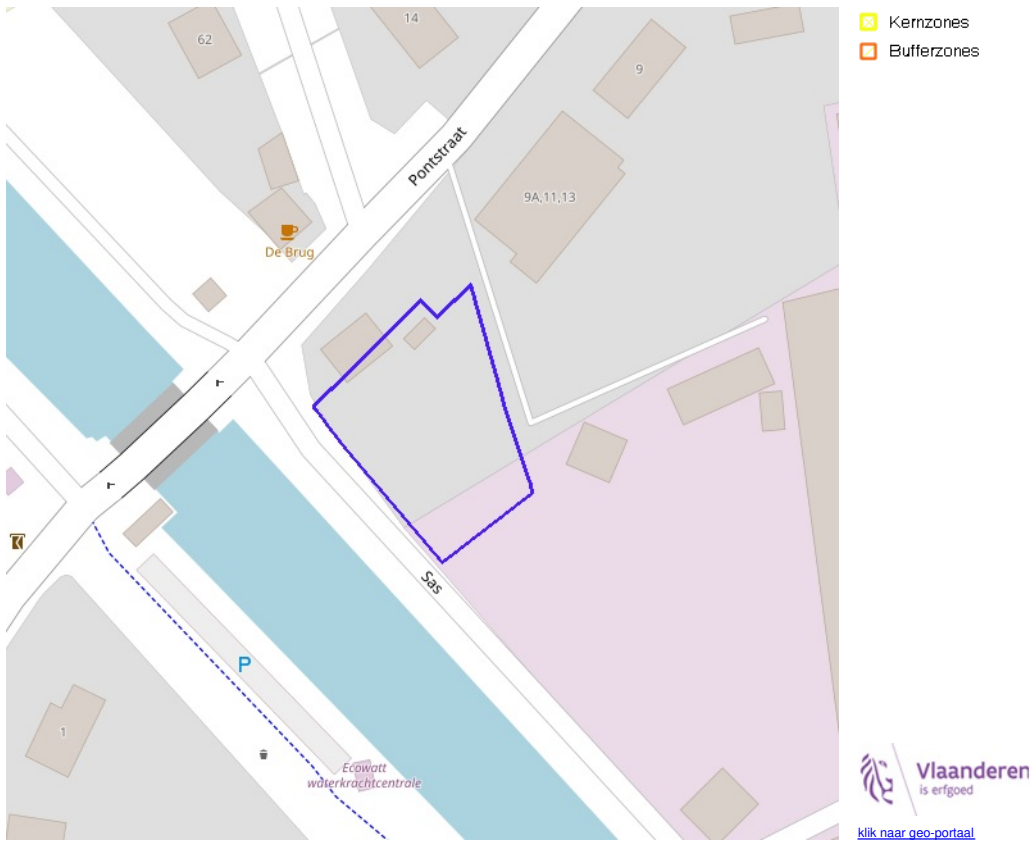 Kernzones
Bufferzones
14
62
9
Pontstraat
9A,11,13
De Brug
Sas
P
1
Ecowatt
waterkrachtcentrale
Vlaanderen
is erfgoed
klik naar geo-portaal